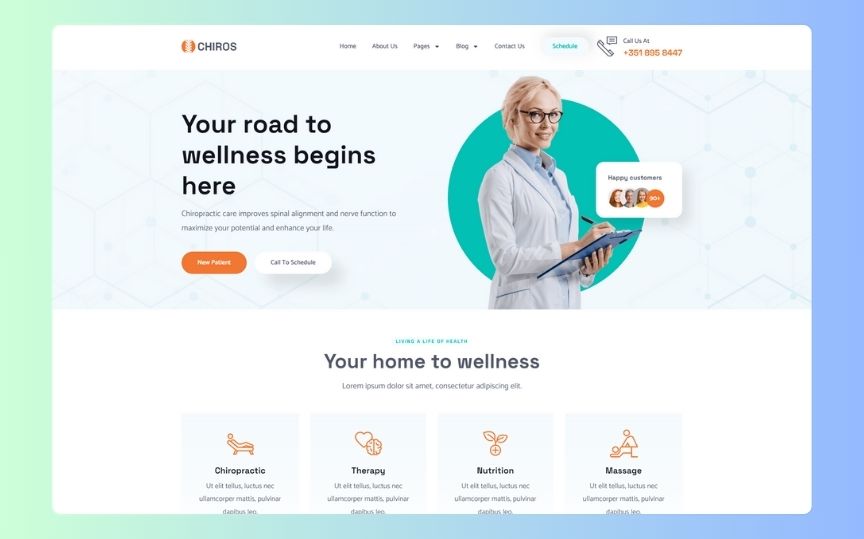 CHIROS
Home
About Us
Pages
Blog
Contact Us
Schedule
Call Us At
+351 895 8447
Your road to
wellness begins
here
Chiropractic care improves spinal alignment and nerve function to
maximize your potential and enhance your life.
New Patient
Call To Schedule
Happy customers
90+
LIVING A LIFE OF HEALTH
Your home to wellness
Lorem ipsum dolor sit amet, consectetur adipiscing elit.
Chiropractic
Ut elit tellus, luctus nec
ullamcorper mattis, pulvinar
dapibus leo.
Therapy
Ut elit tellus, luctus nec
ullamcorper mattis, pulvinar
dapibus leo.
Nutrition
Ut elit tellus, luctus nec
ullamcorper mattis, pulvinar
dapibus leo.
Massage
Ut elit tellus, luctus nec
ullamcorper mattis, pulvinar
dapibus leo.